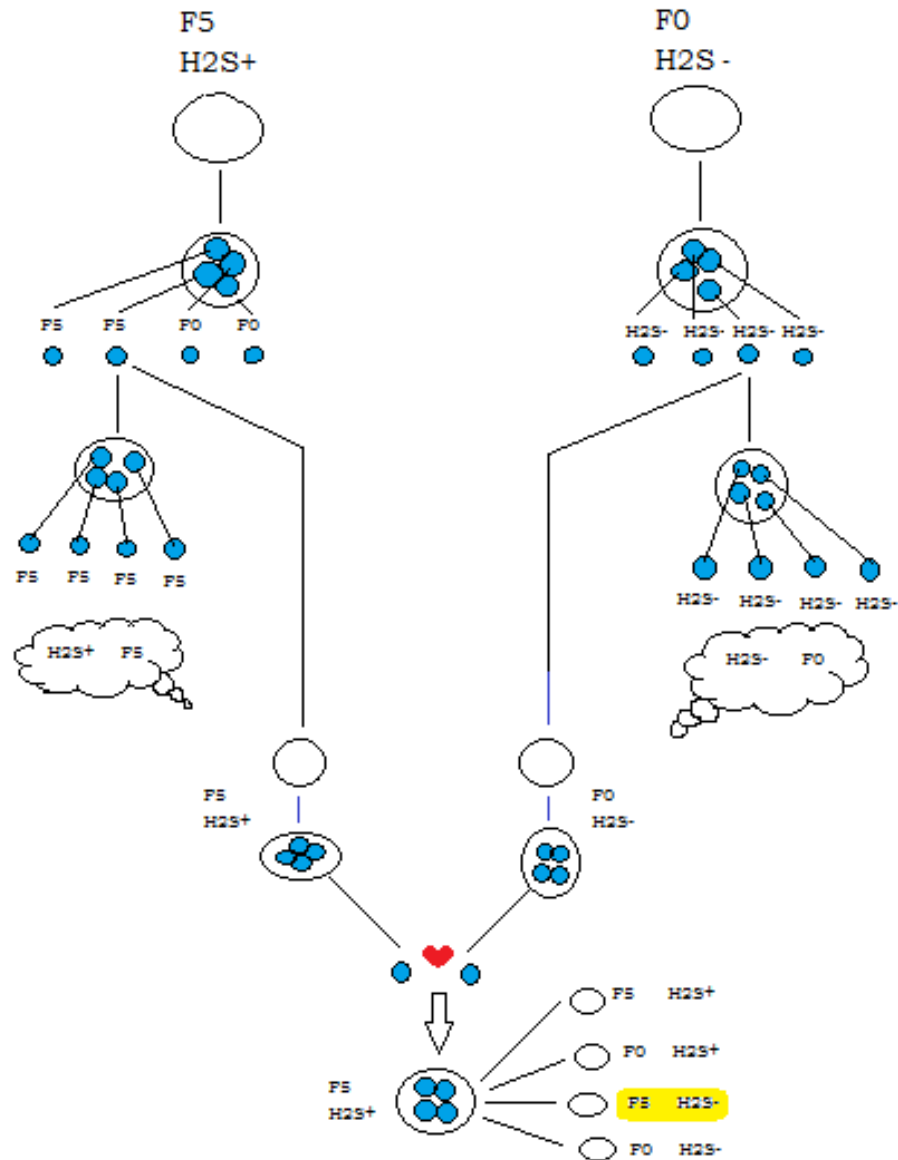 F5 F0
H2S+ H2S -
F5 F5 F0 F0
H2S- H2S- H2S- H2S-
F5 F5 F5 F5
H2S- H2S- H2S- H2S-
H2S+ F5
H2S- F0
F5
H2S+
F0
H2S-
F5 H2S+
F0 H2S+
F5
H2S+
F5 H2S-
F0 H2S-